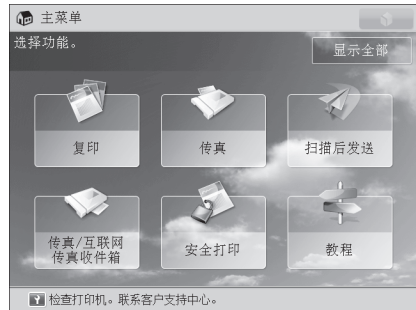 主菜单
选择功能。
显示全部
复印
传真
扫描后发送
传真/互联网
传真收件箱
安全打印
教程
检查打印机。联系客户支持中心。